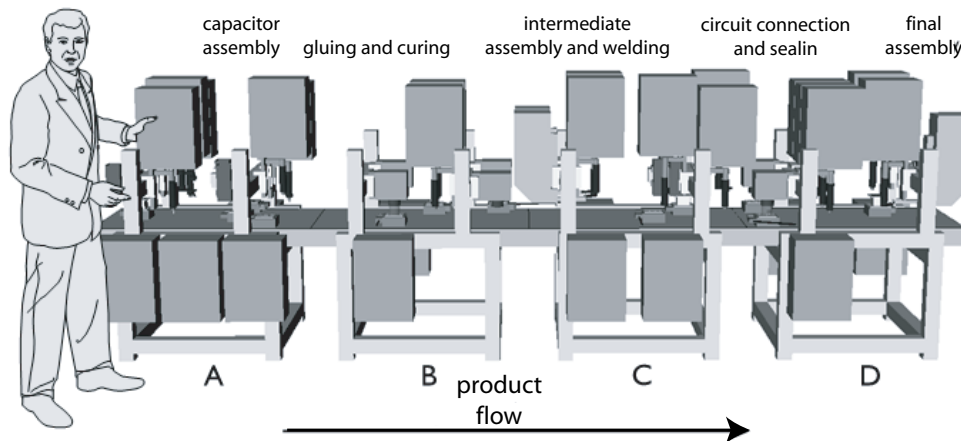 capacitor
assembly
gluing and curing
intermediate
assembly and welding
circuit connection
and sealin
final
assembly
A
B
C
D
product
flow